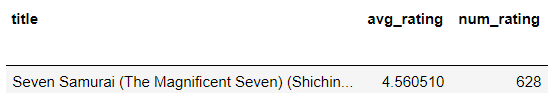 title avg_rating num_rating
Seven Samurai (The Magnificent Seven) (Shichin... 4.560510 628